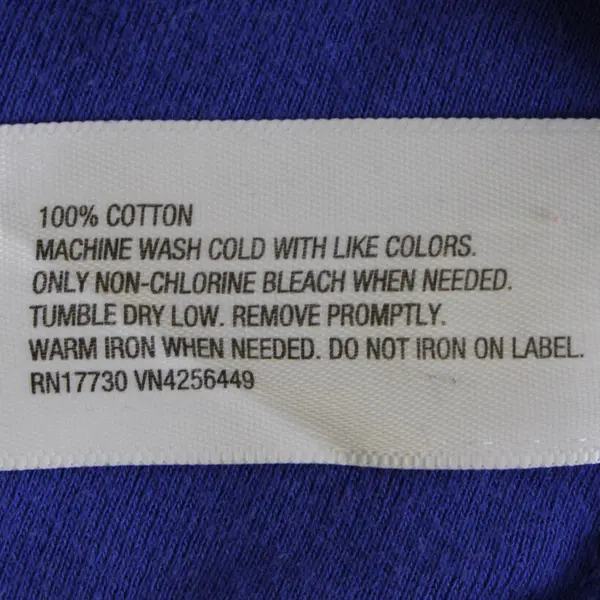 100% COTTON
MACHINE WASH COLD WITH LIKE COLORS.
ONLY NON-CHLORINE BLEACH WHEN NEEDED.
TUMBLE DRY LOW. REMOVE PROMPTLY.
WARM IRON WHEN NEEDED. DO NOT IRON ON LABEL.
RN17730 VN4256449